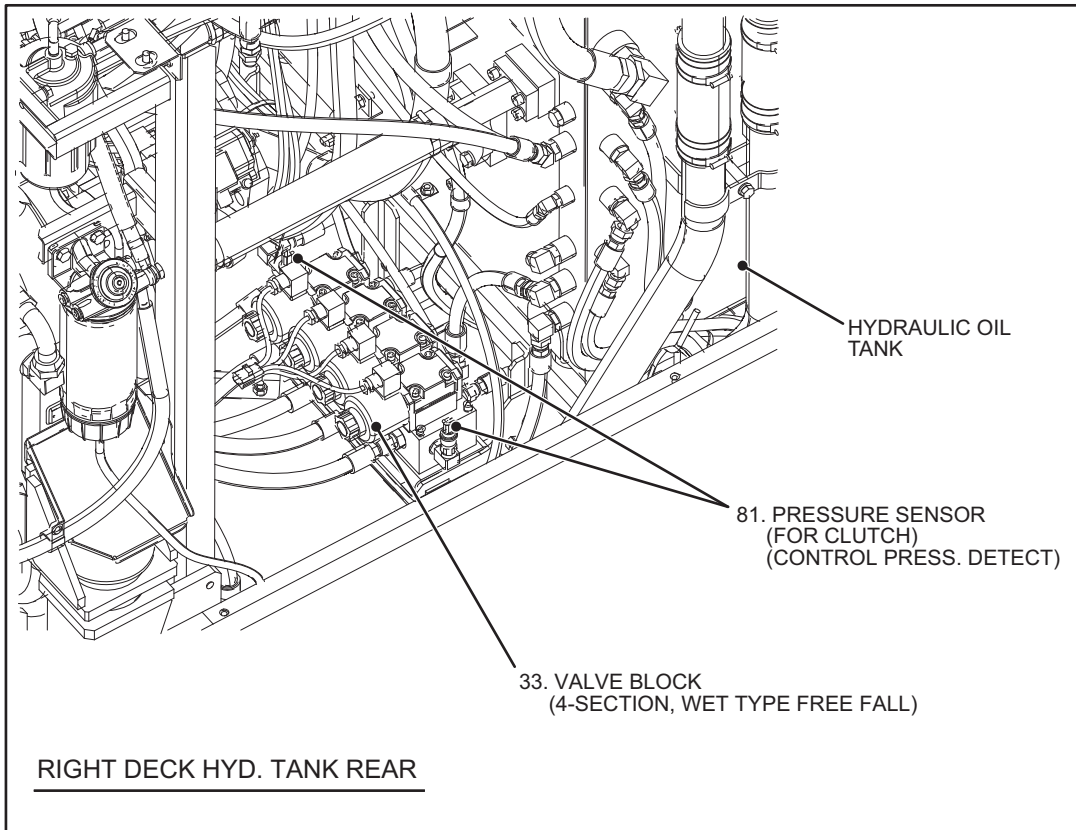 HYDRAULIC OIL
TANK
81. PRESSURE SENSOR
(FOR CLUTCH)
(CONTROL PRESS. DETECT)
33. VALVE BLOCK
(4-SECTION, WET TYPE FREE FALL)
RIGHT DECK HYD. TANK REAR